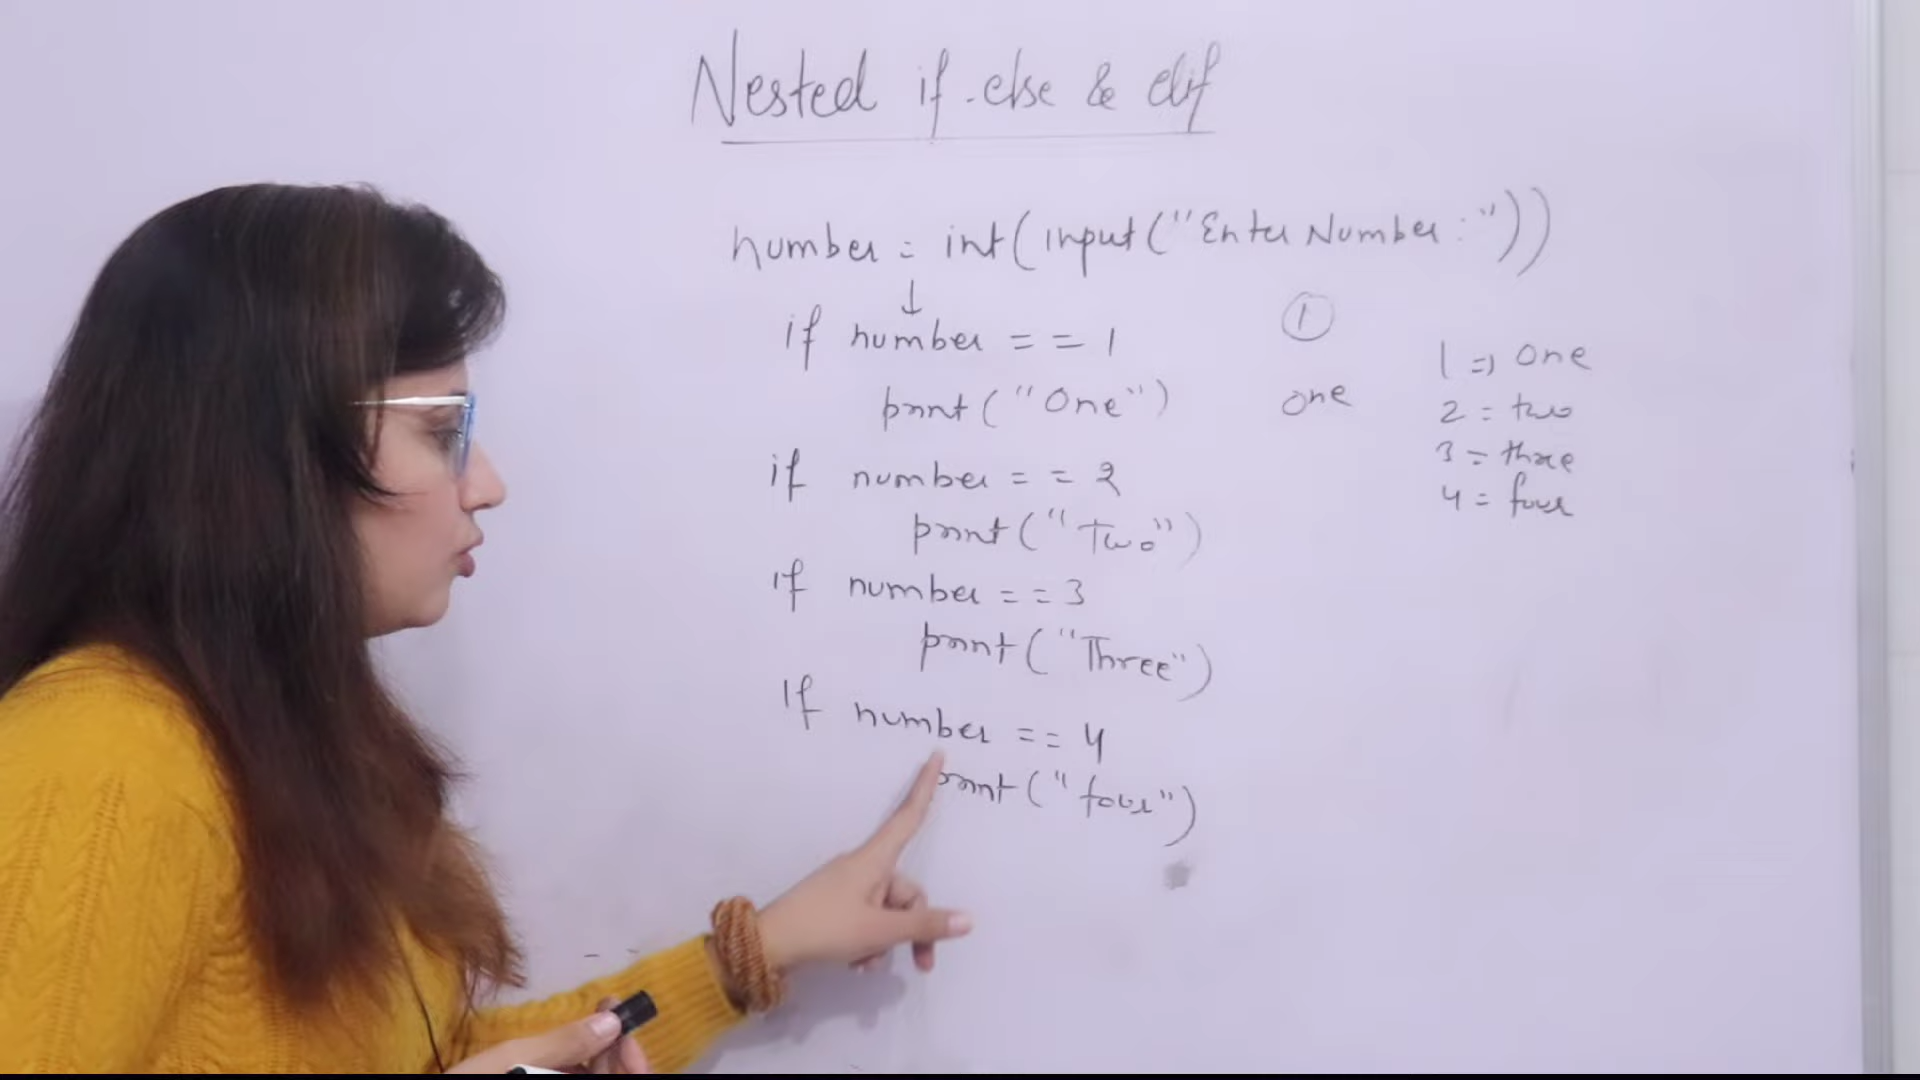 Nested if-else & elif
number = int(input("Enter Number:"))
↓
if number == 1
print("One")
if number == 2
print("Two")
if number == 3
print("Three")
If number == 4
print("four")
1
one
1 => one
2 = two
3 = three
4 = four